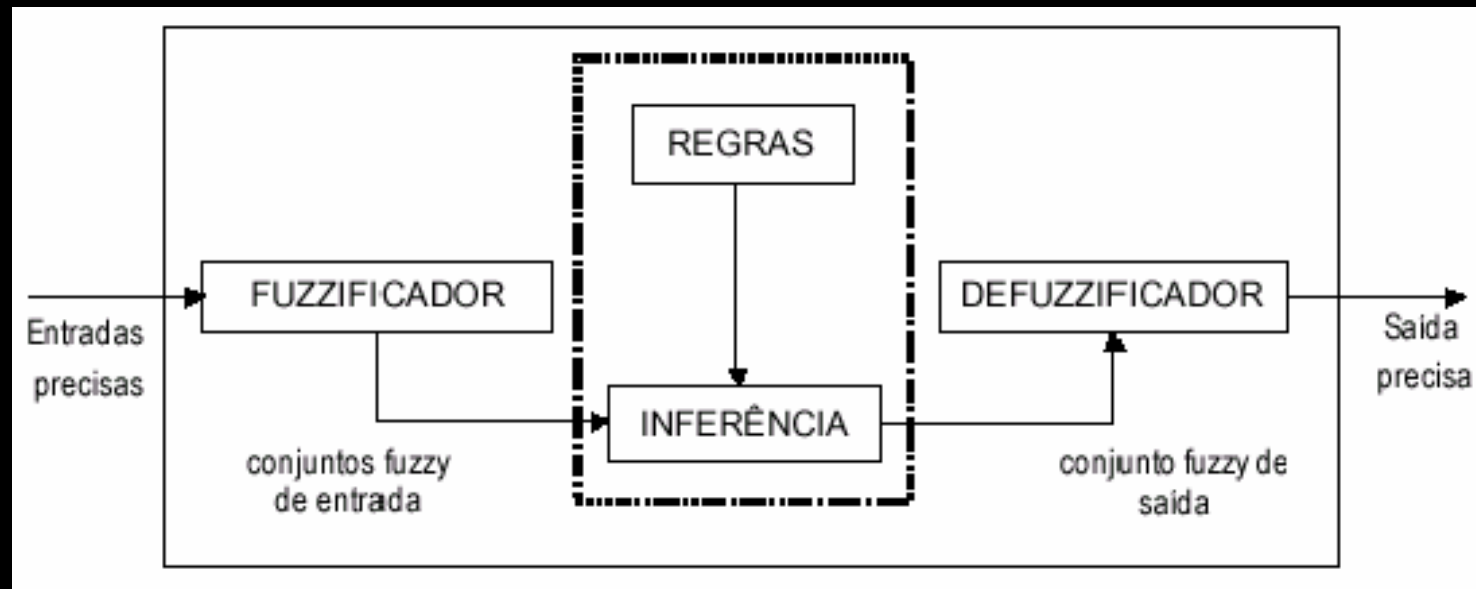 REGRAS
FUZZIFICADOR
DEFUZZIFICADOR
Entradas
precisas
Saida
precisa
INFERÊNCIA
conjuntos fuzzy
de entrada
conjunto fuzzy de
saida